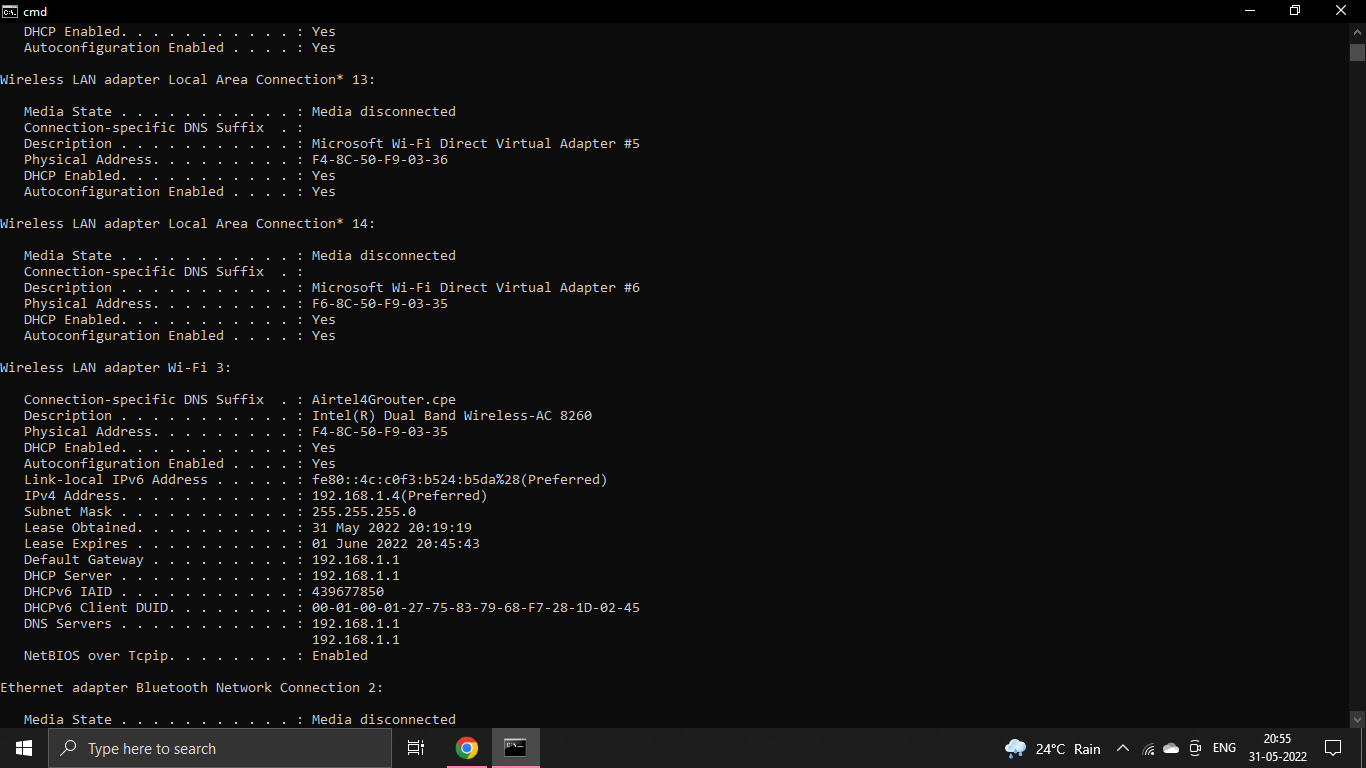 cmd
   DHCP Enabled. . . . . . . . . . . : Yes
   Autoconfiguration Enabled . . . . : Yes

Wireless LAN adapter Local Area Connection* 13:

   Media State . . . . . . . . . . . : Media disconnected
   Connection-specific DNS Suffix  . :
   Description . . . . . . . . . . . : Microsoft Wi-Fi Direct Virtual Adapter #5
   Physical Address. . . . . . . . . : F4-8C-50-F9-03-36
   DHCP Enabled. . . . . . . . . . . : Yes
   Autoconfiguration Enabled . . . . : Yes

Wireless LAN adapter Local Area Connection* 14:

   Media State . . . . . . . . . . . : Media disconnected
   Connection-specific DNS Suffix  . :
   Description . . . . . . . . . . . : Microsoft Wi-Fi Direct Virtual Adapter #6
   Physical Address. . . . . . . . . : F6-8C-50-F9-03-35
   DHCP Enabled. . . . . . . . . . . : Yes
   Autoconfiguration Enabled . . . . : Yes

Wireless LAN adapter Wi-Fi 3:

   Connection-specific DNS Suffix  . : Airtel4Grouter.cpe
   Description . . . . . . . . . . . : Intel(R) Dual Band Wireless-AC 8260
   Physical Address. . . . . . . . . : F4-8C-50-F9-03-35
   DHCP Enabled. . . . . . . . . . . : Yes
   Autoconfiguration Enabled . . . . : Yes
   Link-local IPv6 Address . . . . . : fe80::4c:c0f3:b524:b5da%28(Preferred)
   IPv4 Address. . . . . . . . . . . : 192.168.1.4(Preferred)
   Subnet Mask . . . . . . . . . . . : 255.255.255.0
   Lease Obtained. . . . . . . . . . : 31 May 2022 20:19:19
   Lease Expires . . . . . . . . . . : 01 June 2022 20:45:43
   Default Gateway . . . . . . . . . : 192.168.1.1
   DHCP Server . . . . . . . . . . . : 192.168.1.1
   DHCPv6 IAID . . . . . . . . . . . : 439677850
   DHCPv6 Client DUID. . . . . . . . : 00-01-00-01-27-75-83-79-68-F7-28-1D-02-45
   DNS Servers . . . . . . . . . . . : 192.168.1.1
                                       192.168.1.1
   NetBIOS over Tcpip. . . . . . . . : Enabled

Ethernet adapter Bluetooth Network Connection 2:

   Media State . . . . . . . . . . . : Media disconnected
Type here to search
24°C Rain
ENG
20:55
31-05-2022